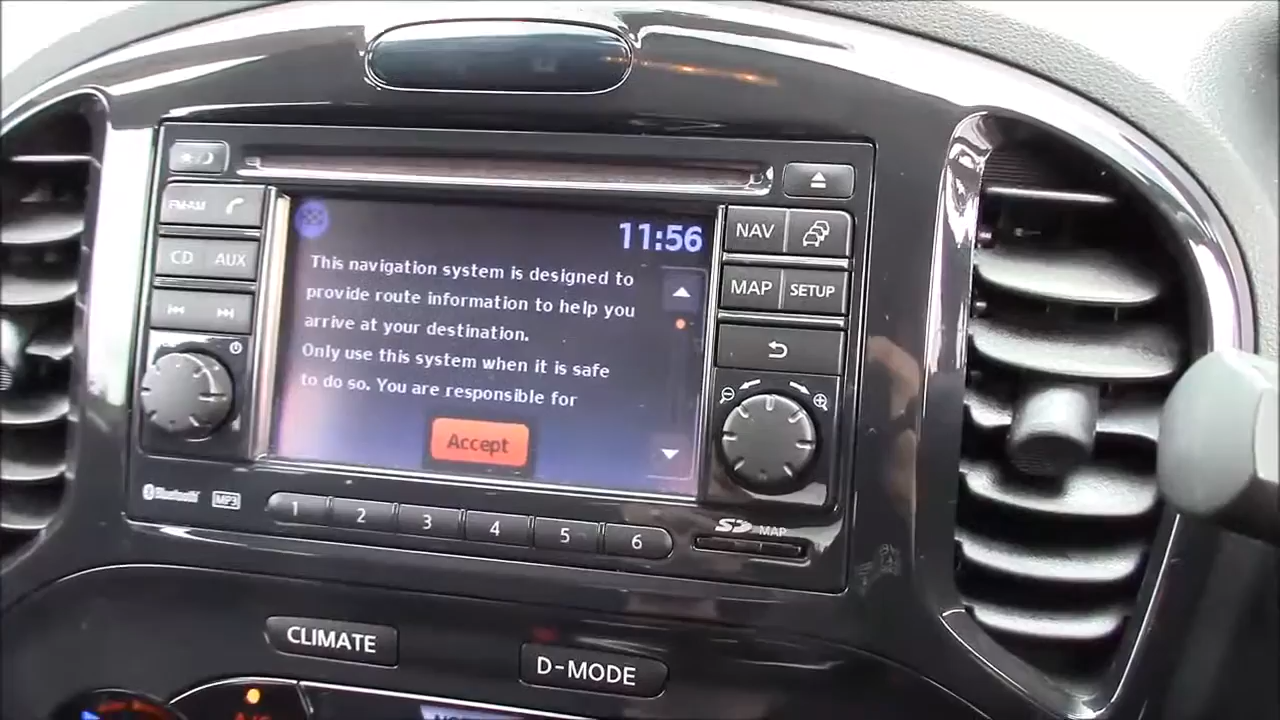 FM-AM
CD AUX
11:56
This navigation system is designed to
provide route information to help you
arrive at your destination.
Only use this system when it is safe
to do so. You are responsible for
Accept
NAV
MAP SETUP
Bluetooth MP3
1 2 3 4 5 6
SD MAP
CLIMATE
D-MODE
A/C